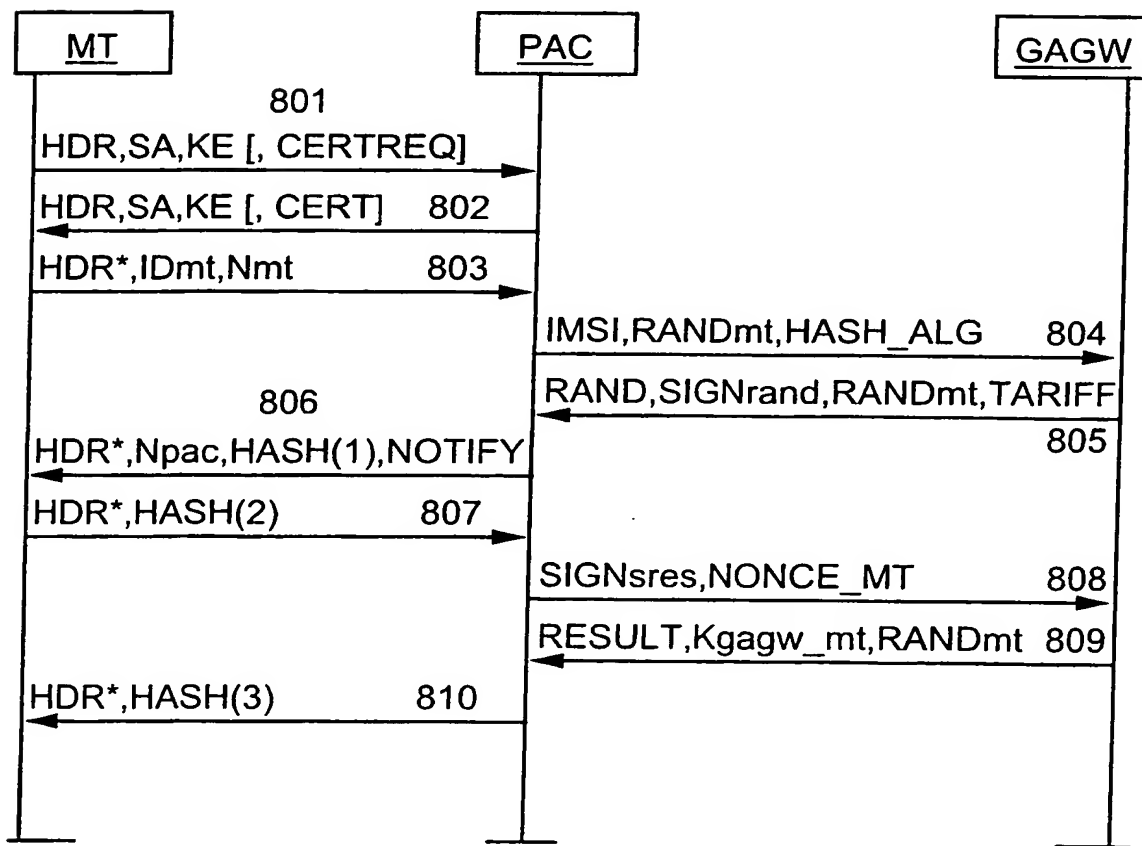 MT
PAC
GAGW
801
HDR,SA,KE [, CERTREQ]
HDR,SA,KE [, CERT] 802
HDR*,IDmt,Nmt 803
IMSI,RANDmt,HASH_ALG 804
RAND,SIGNrand,RANDmt,TARIFF
805
806
HDR*,Npac,HASH(1),NOTIFY
HDR*,HASH(2) 807
SIGNsres,NONCE_MT 808
RESULT,Kgagw_mt,RANDmt 809
HDR*,HASH(3) 810